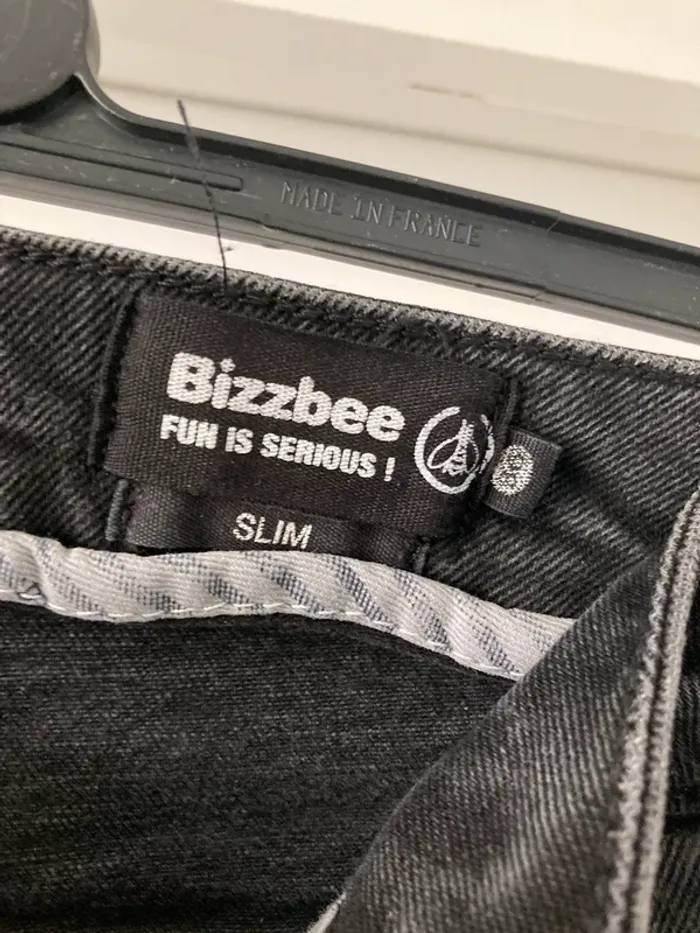 MADE IN FRANCE
Bizzbee
FUN iS SERIOUS !
SLIM